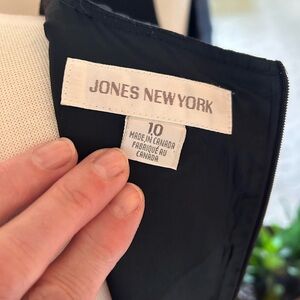 JONES NEW YORK
10
MADE IN CANADA
FABRIQUÉ AU
CANADA